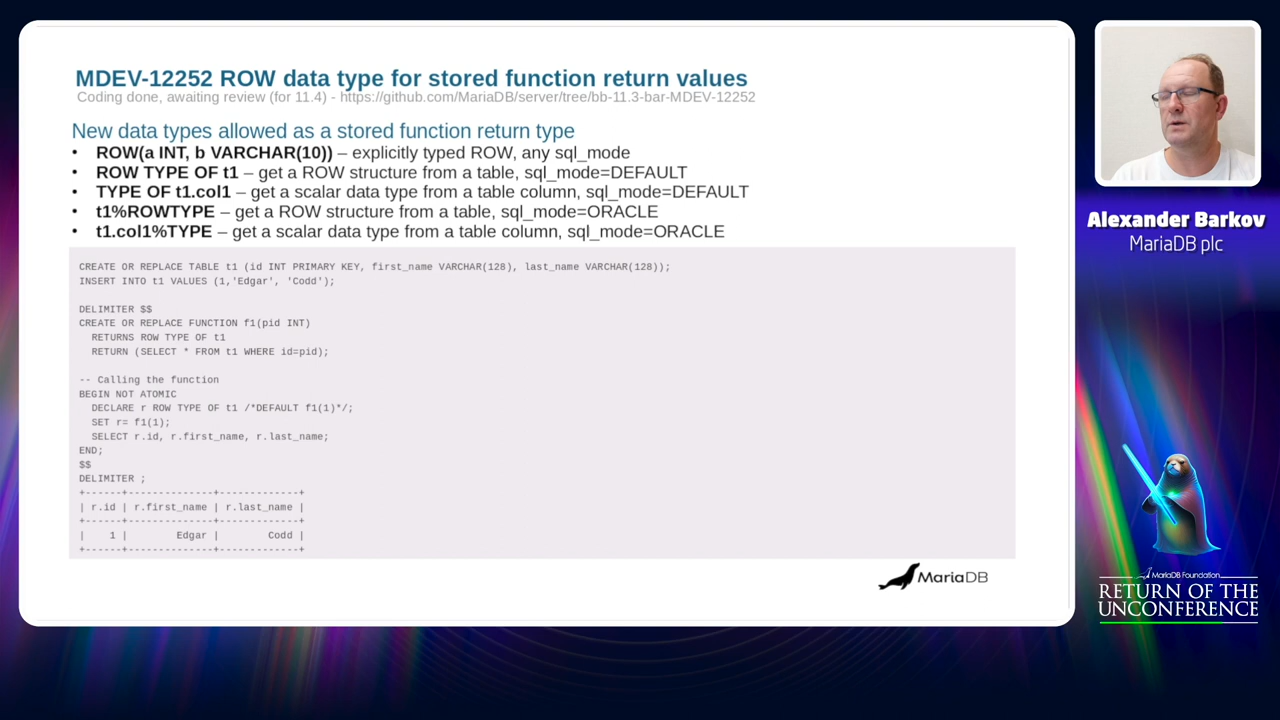 MDEV-12252 ROW data type for stored function return values
Coding done, awaiting review (for 11.4) - https://github.com/MariaDB/server/tree/bb-11.3-bar-MDEV-12252
New data types allowed as a stored function return type
• ROW(a INT, b VARCHAR(10)) – explicitly typed ROW, any sql_mode
• ROW TYPE OF t1 – get a ROW structure from a table, sql_mode=DEFAULT
• TYPE OF t1.col1 – get a scalar data type from a table column, sql_mode=DEFAULT
• t1%ROWTYPE – get a ROW structure from a table, sql_mode=ORACLE
• t1.col1%TYPE – get a scalar data type from a table column, sql_mode=ORACLE
CREATE OR REPLACE TABLE t1 (id INT PRIMARY KEY, first_name VARCHAR(128), last_name VARCHAR(128));
INSERT INTO t1 VALUES (1,'Edgar', 'Codd');
DELIMITER $$
CREATE OR REPLACE FUNCTION f1(pid INT)
  RETURNS ROW TYPE OF t1
  RETURN (SELECT * FROM t1 WHERE id=pid);
-- Calling the function
BEGIN NOT ATOMIC
  DECLARE r ROW TYPE OF t1 /*DEFAULT f1(1)*/;
  SET r= f1(1);
  SELECT r.id, r.first_name, r.last_name;
END;
$$
DELIMITER ;
+------+--------------+-------------+
| r.id | r.first_name | r.last_name |
+------+--------------+-------------+
|    1 |        Edgar |        Codd |
+------+--------------+-------------+
MariaDB
Alexander Barkov
MariaDB plc
MariaDB Foundation
RETURN OF THE
UNCONFERENCE